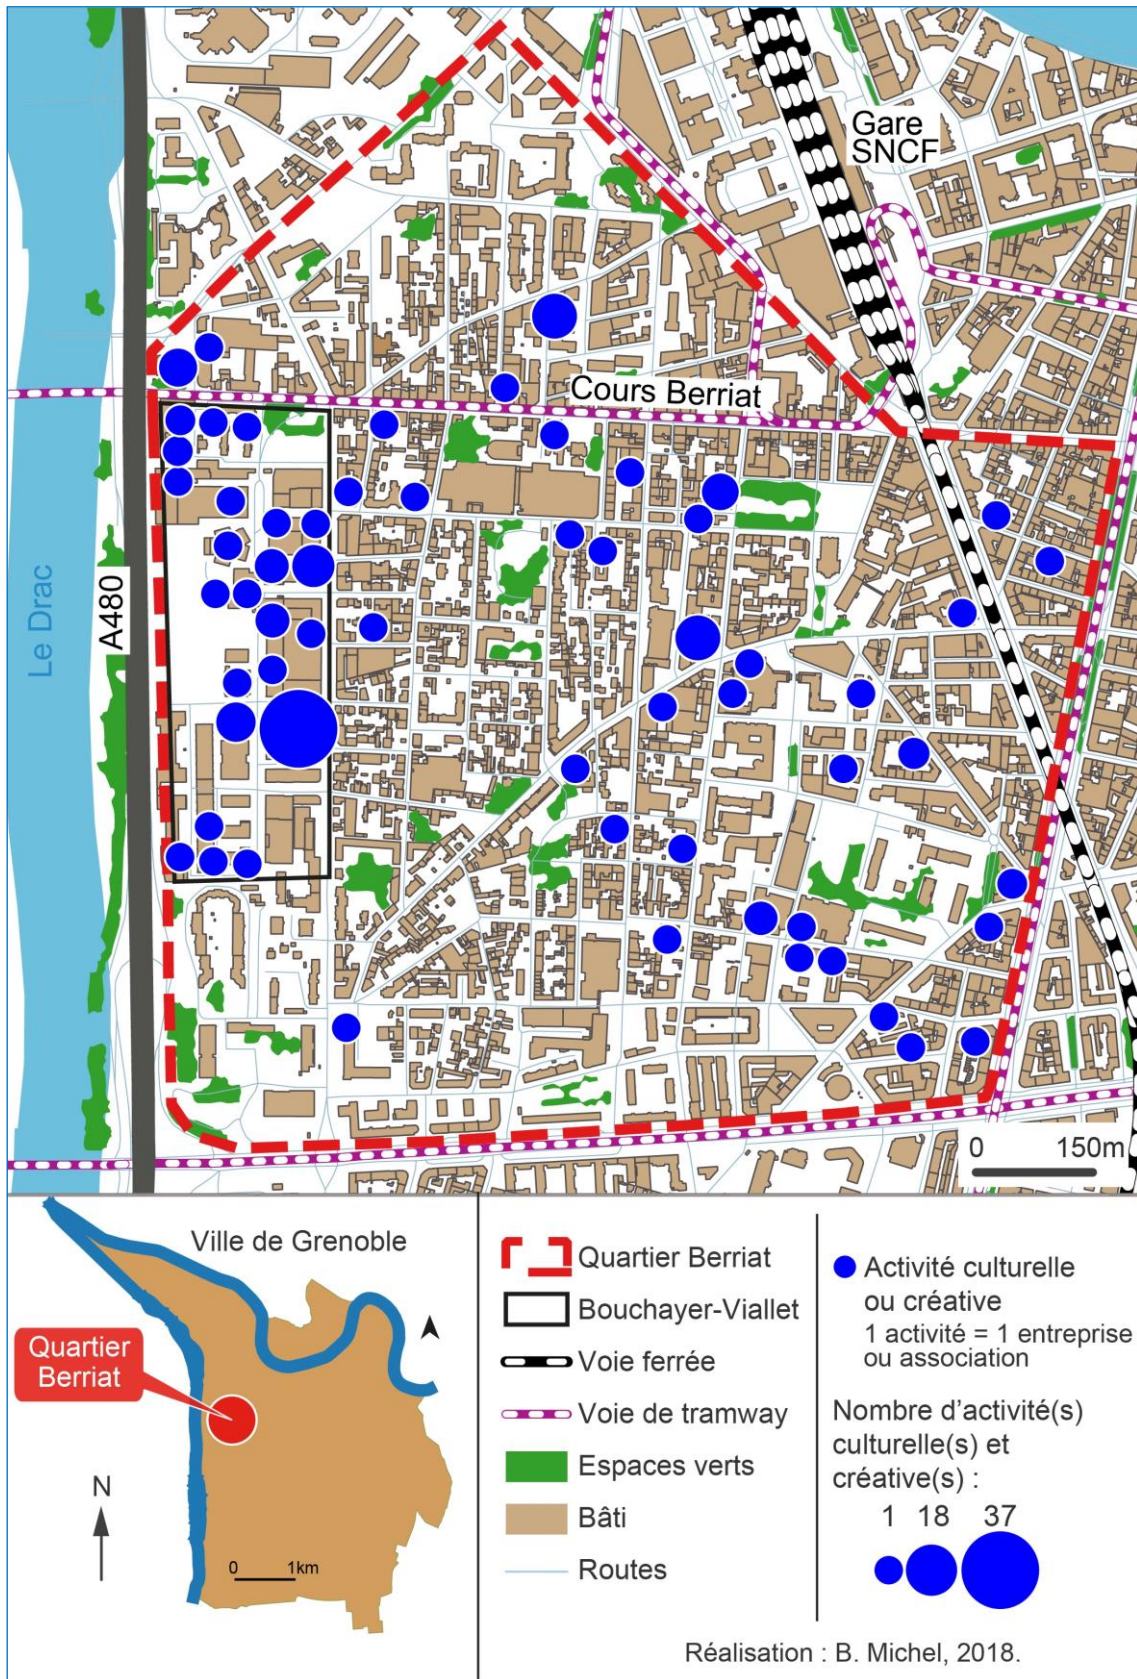 Gare
SNCF
Cours Berriat
Le Drac
A480
0 150m
Ville de Grenoble
Quartier
Berriat
N
0 1km
Quartier Berriat
Bouchayer-Viallet
Voie ferrée
Voie de tramway
Espaces verts
Bâti
Routes
Activité culturelle
ou créative
1 activité = 1 entreprise
ou association
Nombre d'activité(s)
culturelle(s) et
créative(s) :
1 18 37
Réalisation : B. Michel, 2018.